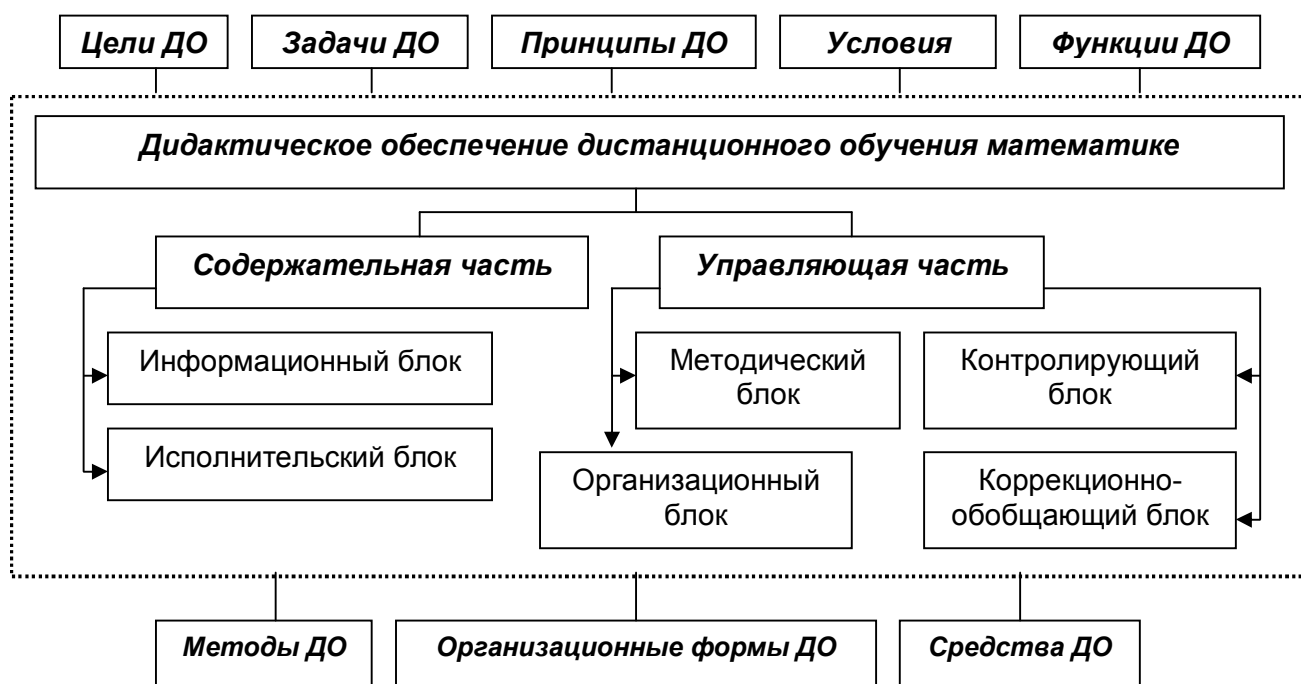 Цели ДО
Задачи ДО
Принципы ДО
Условия
Функции ДО
Дидактическое обеспечение дистанционного обучения математике
Содержательная часть
Управляющая часть
Информационный блок
Исполнительский блок
Методический
блок
Организационный
блок
Контролирующий
блок
Коррекционно-
обобщающий блок
Методы ДО
Организационные формы ДО
Средства ДО